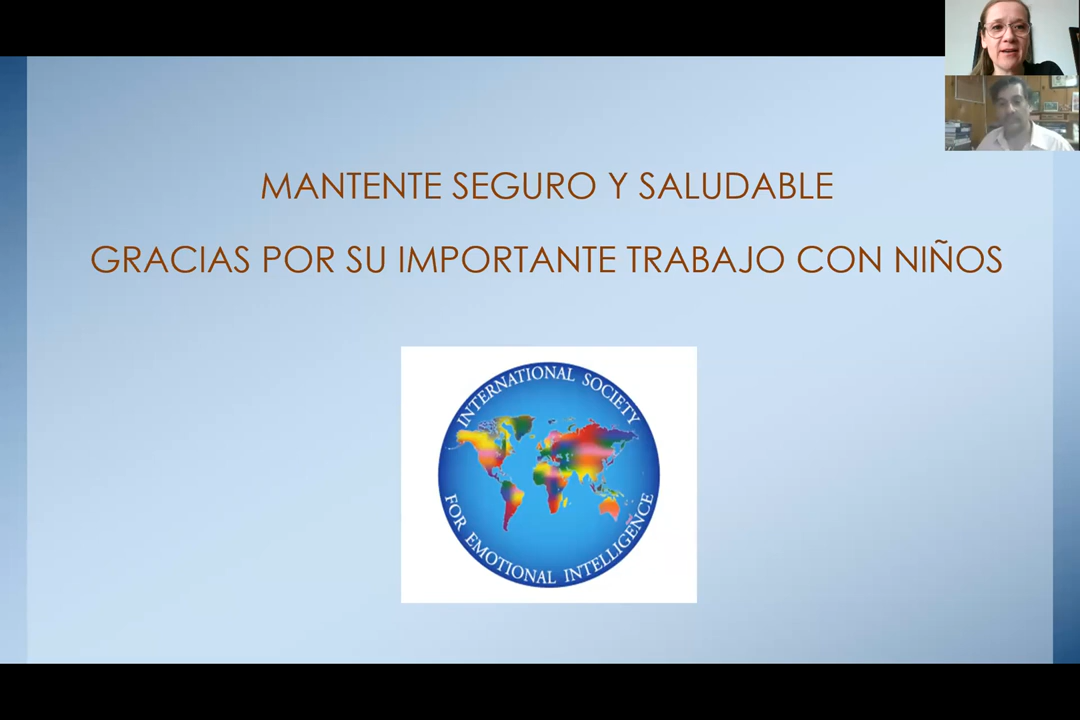 MANTENTE SEGURO Y SALUDABLE
GRACIAS POR SU IMPORTANTE TRABAJO CON NIÑOS
INTERNATIONAL SOCIETY
FOR EMOTIONAL INTELLIGENCE